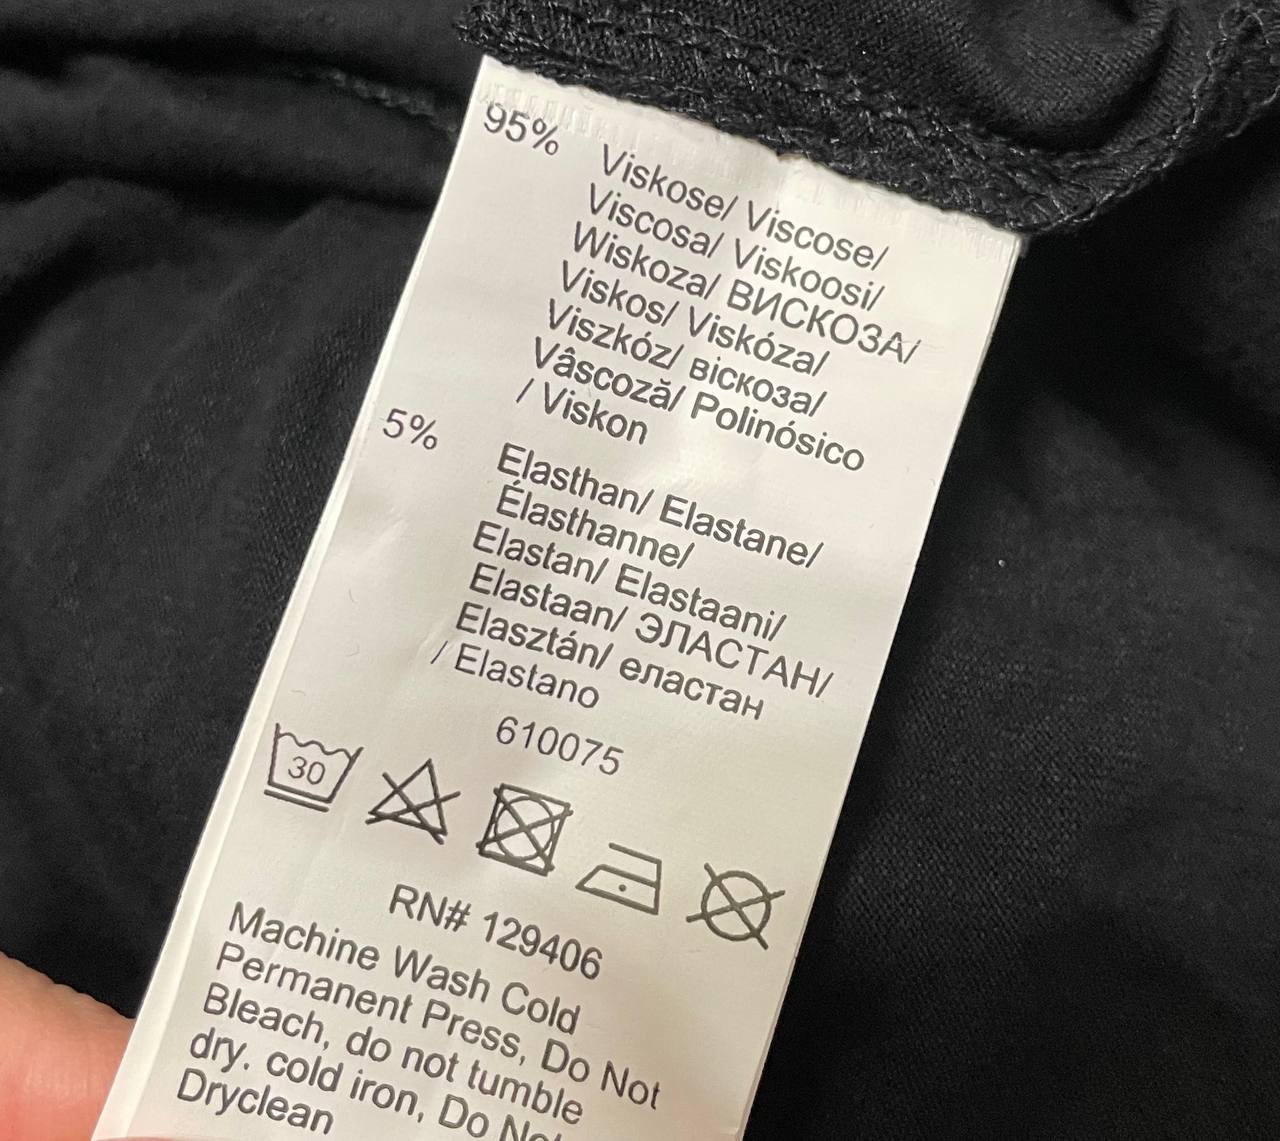 95% Viskose/ Viscose/
Viscosa/ Viskoosi/
Wiskoza/ ВИСКОЗА/
Viskos/ Viskóza/
Viszkóz/ віскоза/
Vâscoză/ Polinósico
/ Viskon
5% Elasthan/ Elastane/
Élasthanne/
Elastan/ Elastaani/
Elastaan/ ЭЛАСТАН/
Elasztán/ еластан
/ Elastano
610075
30
RN# 129406
Machine Wash Cold
Permanent Press, Do Not
Bleach, do not tumble
dry. cold iron, Do Not
Dryclean